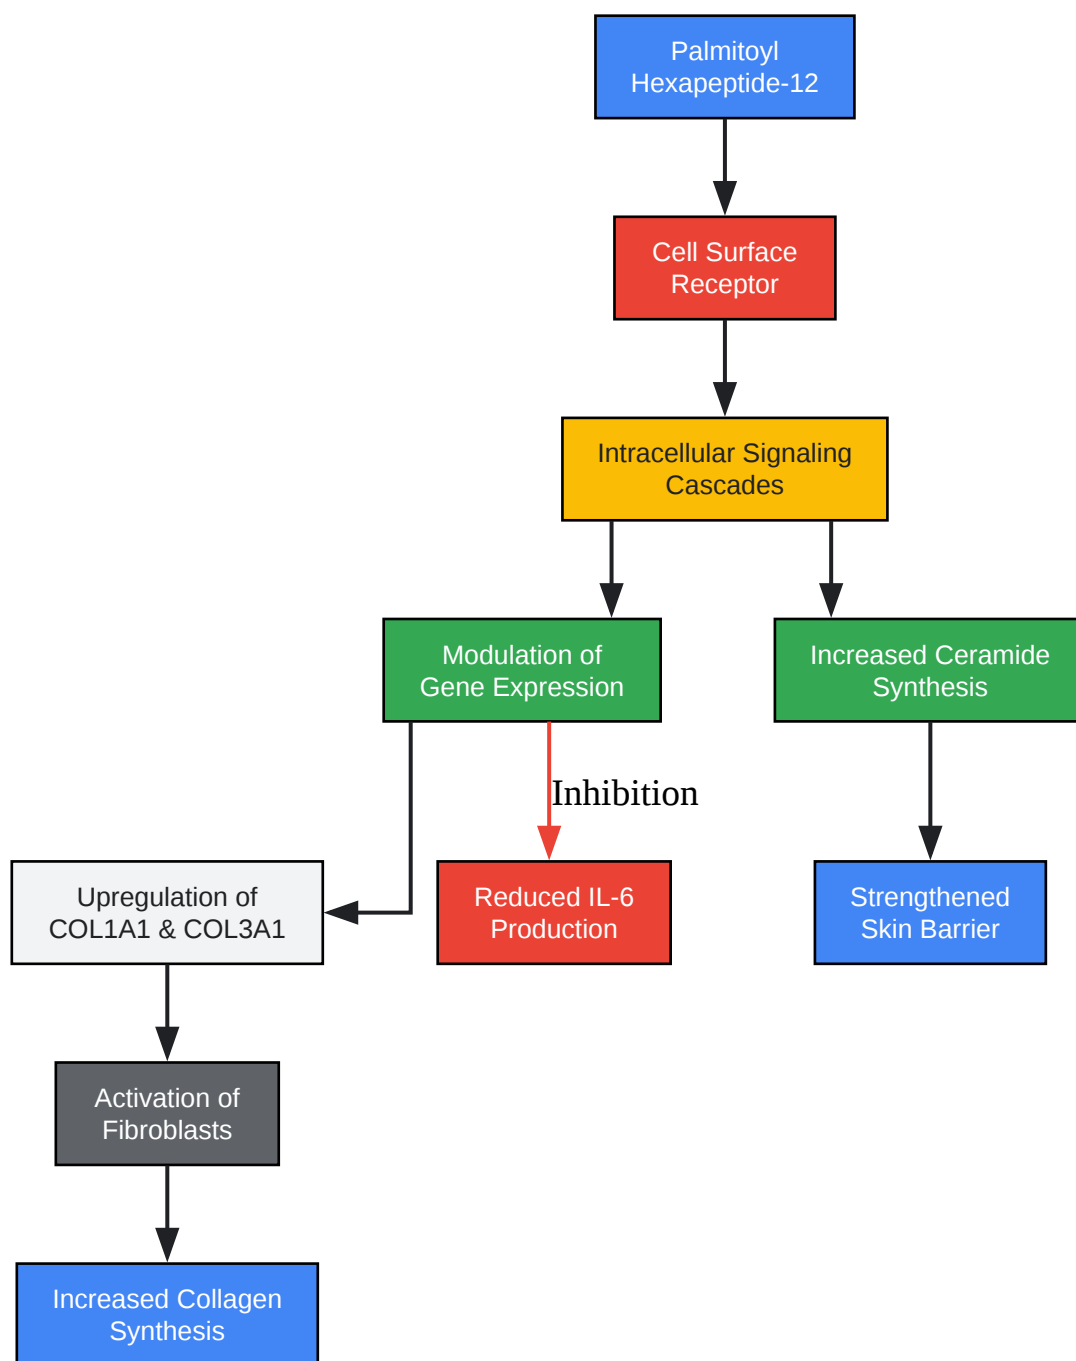 Palmitoyl
Hexapeptide-12
Cell Surface
Receptor
Intracellular Signaling
Cascades
Modulation of
Gene Expression
Increased Ceramide
Synthesis
Inhibition
Upregulation of
COL1A1 & COL3A1
Reduced IL-6
Production
Strengthened
Skin Barrier
Activation of
Fibroblasts
Increased Collagen
Synthesis